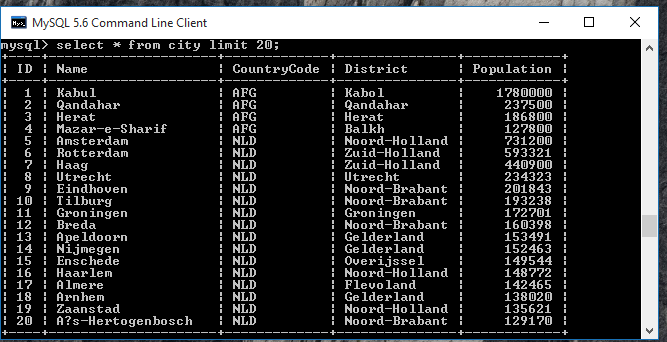 MySQL 5.6 Command Line Client
mysql> select * from city limit 20;
+----+----------------+-------------+---------------+------------+
| ID | Name | CountryCode | District | Population |
+----+----------------+-------------+---------------+------------+
| 1 | Kabul | AFG | Kabol | 1780000 |
| 2 | Qandahar | AFG | Qandahar | 237500 |
| 3 | Herat | AFG | Herat | 186800 |
| 4 | Mazar-e-Sharif | AFG | Balkh | 127800 |
| 5 | Amsterdam | NLD | Noord-Holland | 731200 |
| 6 | Rotterdam | NLD | Zuid-Holland | 593321 |
| 7 | Haag | NLD | Zuid-Holland | 440900 |
| 8 | Utrecht | NLD | Utrecht | 234323 |
| 9 | Eindhoven | NLD | Noord-Brabant | 201843 |
| 10 | Tilburg | NLD | Noord-Brabant | 193238 |
| 11 | Groningen | NLD | Groningen | 172701 |
| 12 | Breda | NLD | Noord-Brabant | 160398 |
| 13 | Apeldoorn | NLD | Gelderland | 153491 |
| 14 | Nijmegen | NLD | Gelderland | 152463 |
| 15 | Enschede | NLD | Overijssel | 149544 |
| 16 | Haarlem | NLD | Noord-Holland | 148772 |
| 17 | Almere | NLD | Flevoland | 142465 |
| 18 | Arnhem | NLD | Gelderland | 138020 |
| 19 | Zaanstad | NLD | Noord-Holland | 135621 |
| 20 | A?s-Hertogenbosch | NLD | Noord-Brabant | 129170 |
+----+----------------+-------------+---------------+------------+